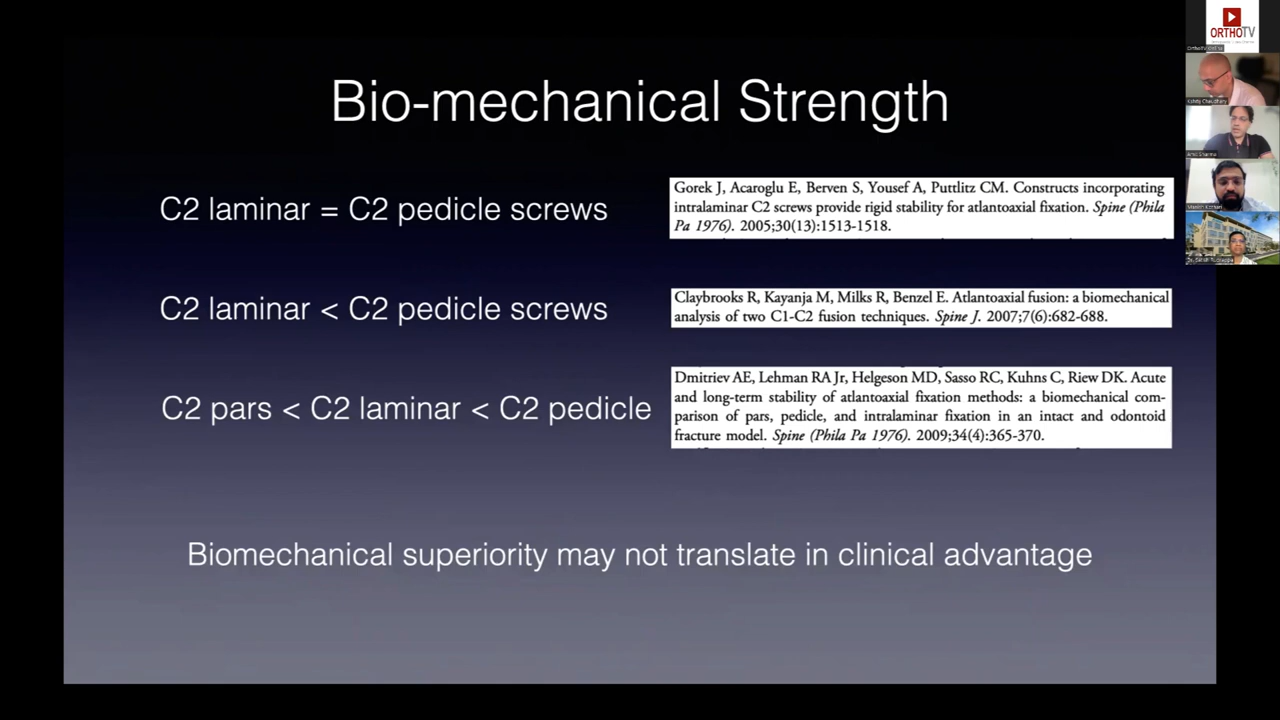 Bio-mechanical Strength
C2 laminar = C2 pedicle screws
Gorek J, Acaroglu E, Berven S, Yousef A, Puttlitz CM. Constructs incorporating
intralaminar C2 screws provide rigid stability for atlantoaxial fixation. Spine (Phila
Pa 1976). 2005;30(13):1513-1518.
C2 laminar < C2 pedicle screws
Claybrooks R, Kayanja M, Milks R, Benzel E. Atlantoaxial fusion: a biomechanical
analysis of two C1-C2 fusion techniques. Spine J. 2007;7(6):682-688.
C2 pars < C2 laminar < C2 pedicle
Dmitriev AE, Lehman RA Jr, Helgeson MD, Sasso RC, Kuhns C, Riew DK. Acute
and long-term stability of atlantoaxial fixation methods: a biomechanical com-
parison of pars, pedicle, and intralaminar fixation in an intact and odontoid
fracture model. Spine (Phila Pa 1976). 2009;34(4):365-370.
Biomechanical superiority may not translate in clinical advantage
ORTHOTV
OrthoTV Online
Kshitij Chaudhary
Amit Sharma